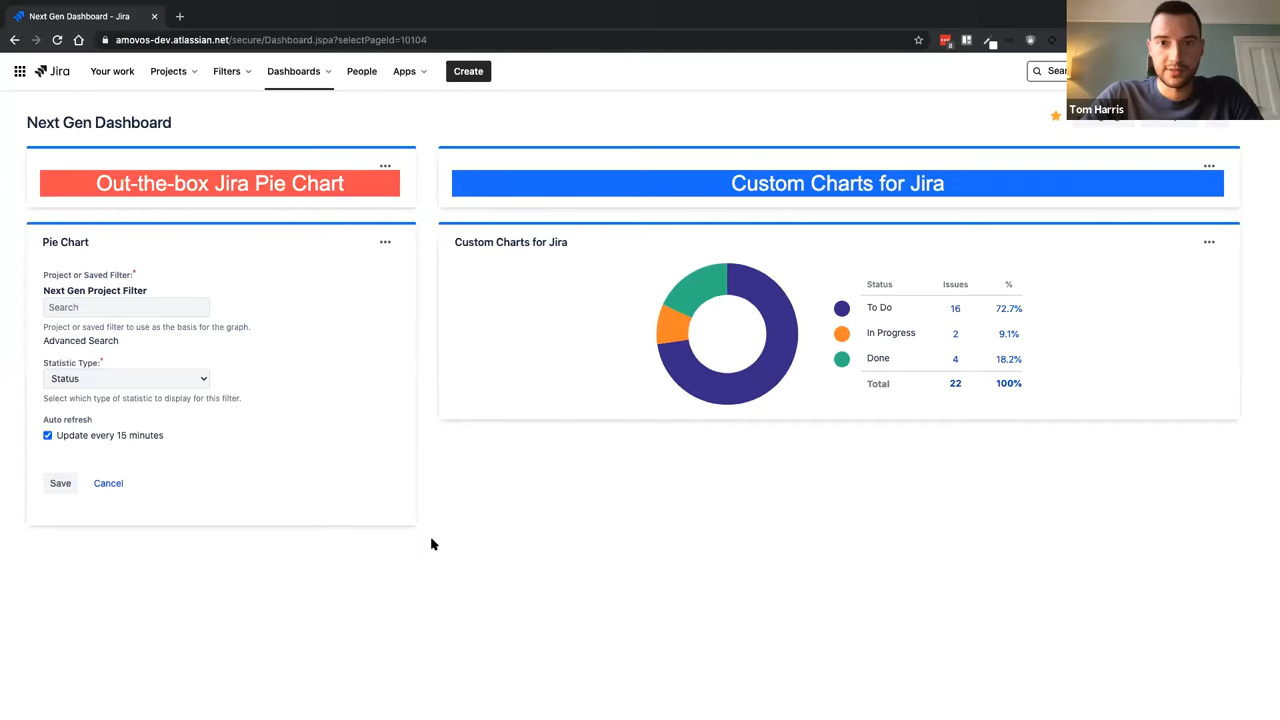 Next Gen Dashboard - Jira
amovos-dev.atlassian.net/secure/Dashboard.jspa?selectPageId=10104
Jira
Your work
Projects
Filters
Dashboards
People
Apps
Create
Sear
Tom Harris
Next Gen Dashboard
Out-the-box Jira Pie Chart
Custom Charts for Jira
Pie Chart
Project or Saved Filter:*
Next Gen Project Filter
Search
Project or saved filter to use as the basis for the graph.
Advanced Search
Statistic Type:*
Status
Select which type of statistic to display for this filter.
Auto refresh
Update every 15 minutes
Save
Cancel
Custom Charts for Jira
Status Issues %
To Do 16 72.7%
In Progress 2 9.1%
Done 4 18.2%
Total 22 100%